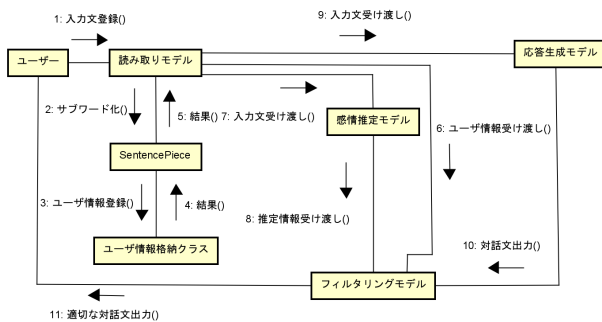 1: 入力文登録()
9: 入力文受け渡し()
ユーザー
読み取りモデル
応答生成モデル
2: サブワード化()
5: 結果()
7: 入力文受け渡し()
感情推定モデル
6: ユーザ情報受け渡し()
SentencePiece
3: ユーザ情報登録()
4: 結果()
8: 推定情報受け渡し()
ユーザ情報格納クラス
10: 対話文出力()
フィルタリングモデル
11: 適切な対話文出力()